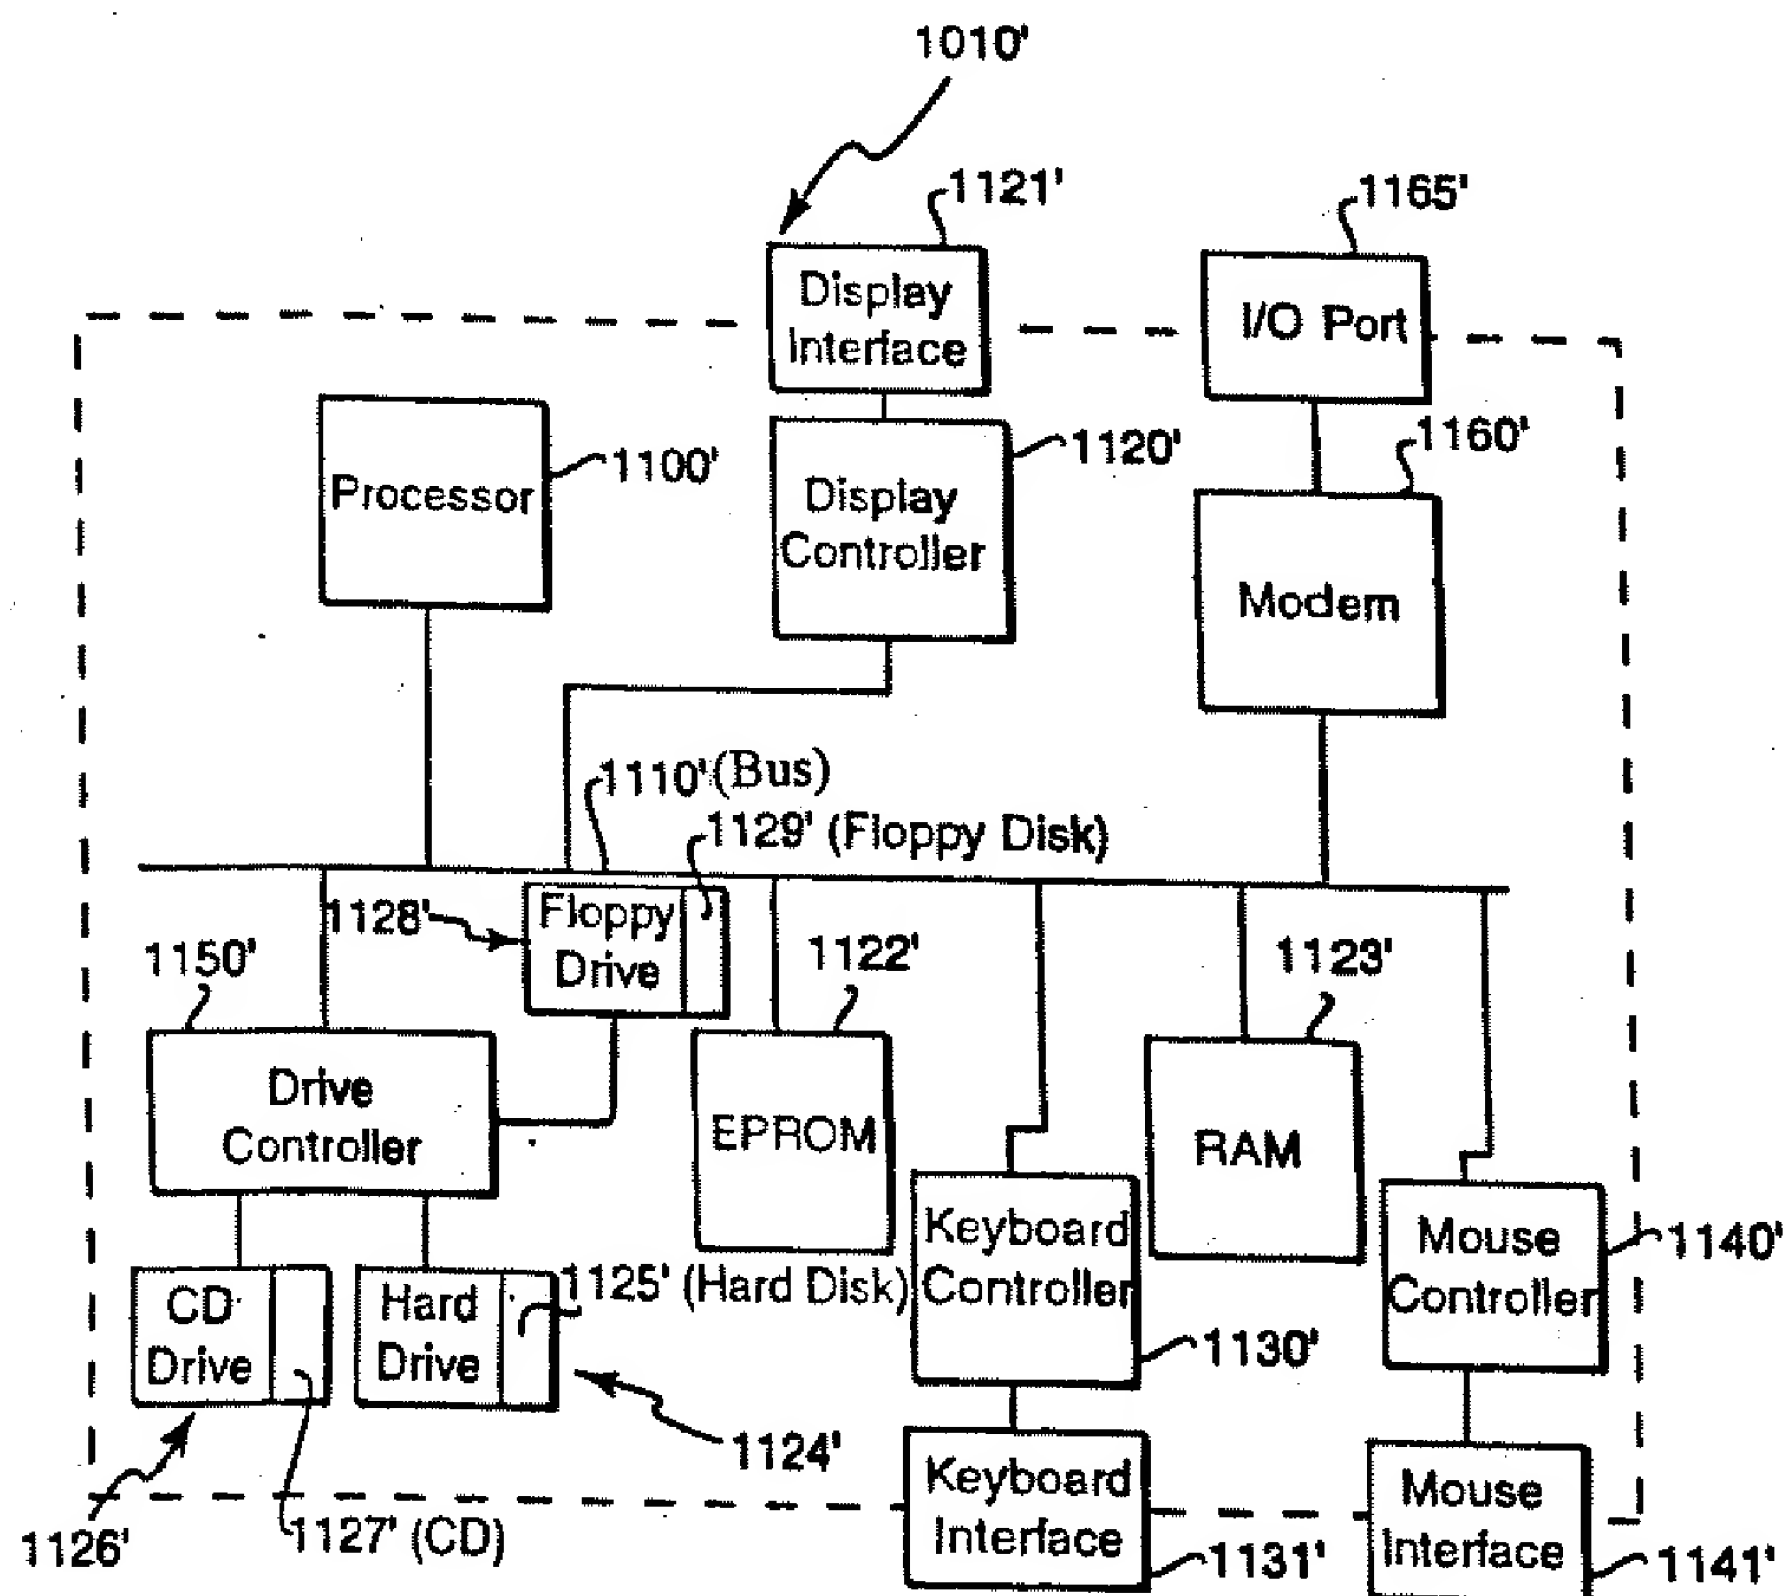 1010'
1121'
1165'
Display
Interface
I/O Port
1160'
1120'
1100'
Processor
Display
Controller
Modem
1110' (Bus)
1129' (Floppy Disk)
1128'
Floppy
Drive
1150'
1122'
1123'
Drive
Controller
EPROM
RAM
Keyboard
Controller
Mouse
Controller
1140'
CD
Drive
Hard
Drive
1125' (Hard Disk)
1130'
1124'
1126'
1127' (CD)
Keyboard
Interface
1131'
Mouse
Interface
1141'